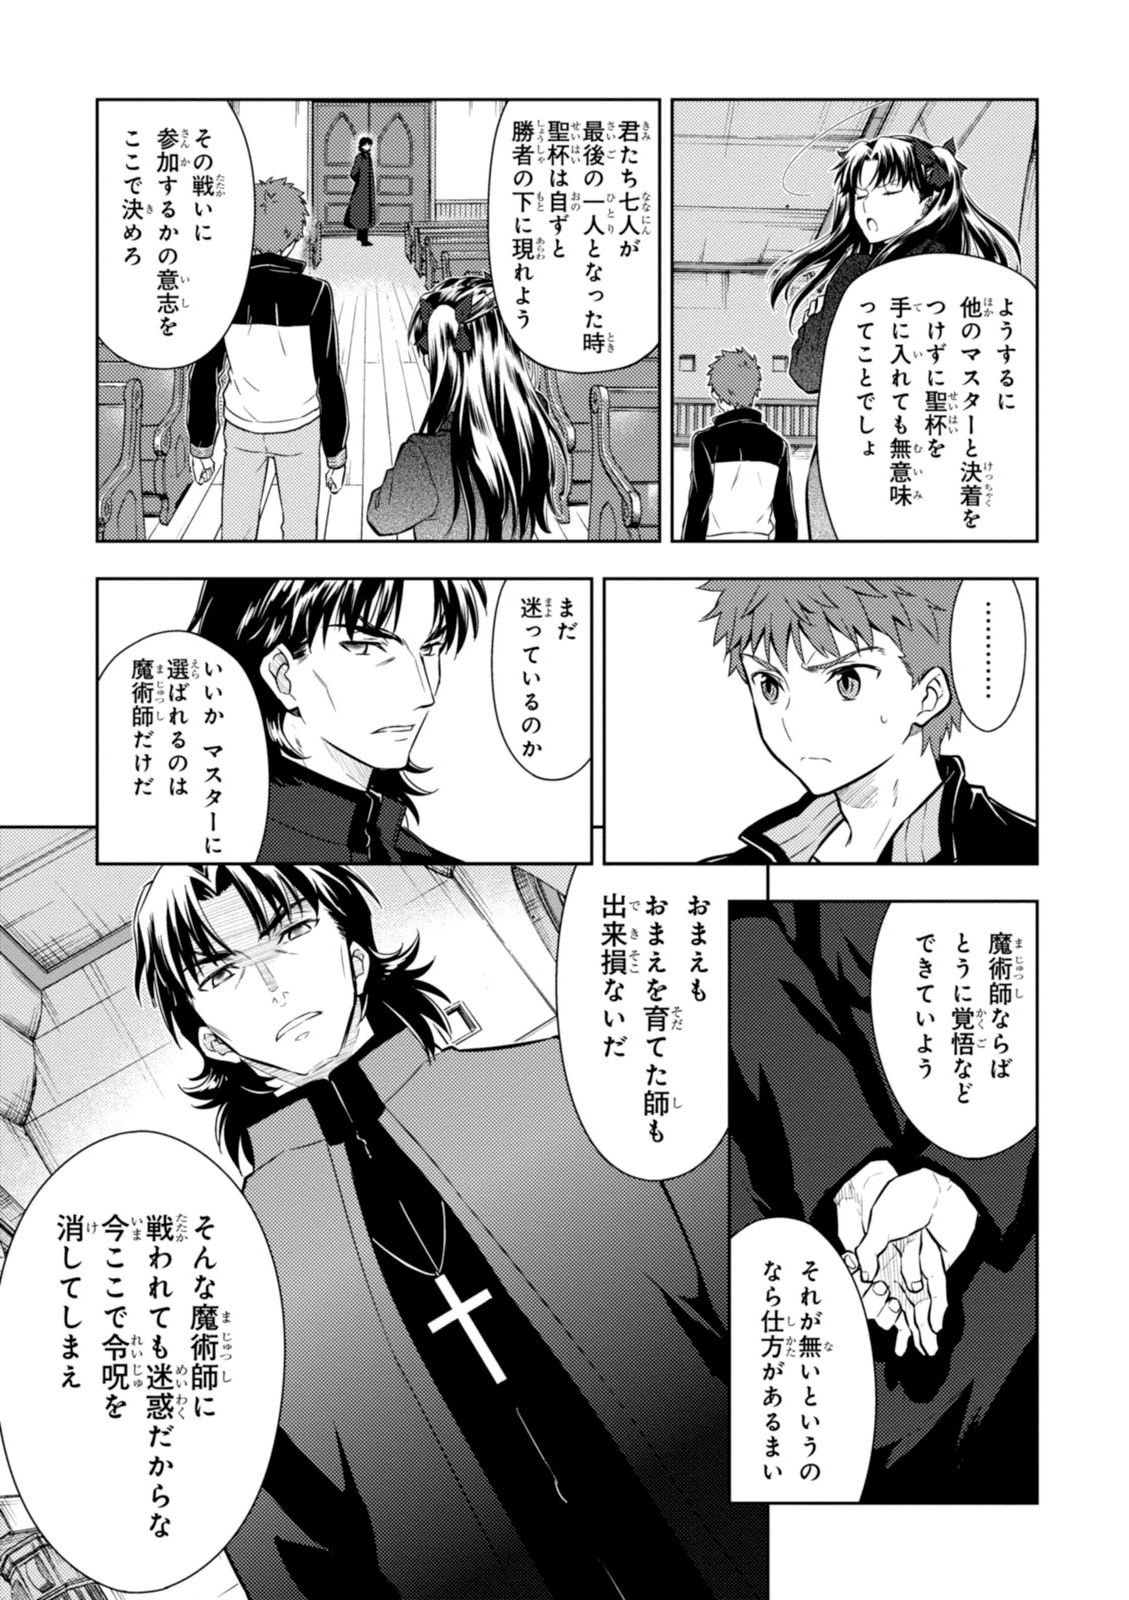 ようするに
他のマスターと決着を
つけずに聖杯を
手に入れても無意味
ってことでしょ
君たち七人が
最後の一人となった時
聖杯は自ずと
勝者の下に現れよう
その戦いに
参加するかの意志を
ここで決めろ
…………
まだ
迷っているのか
いいか マスターに
選ばれるのは
魔術師だけだ
魔術師ならば
とうに覚悟など
できていよう
それが無いというの
なら仕方があるまい
おまえも
おまえを育てた師も
出来損ないだ
そんな魔術師に
戦われても迷惑だからな
今ここで令呪を
消してしまえ